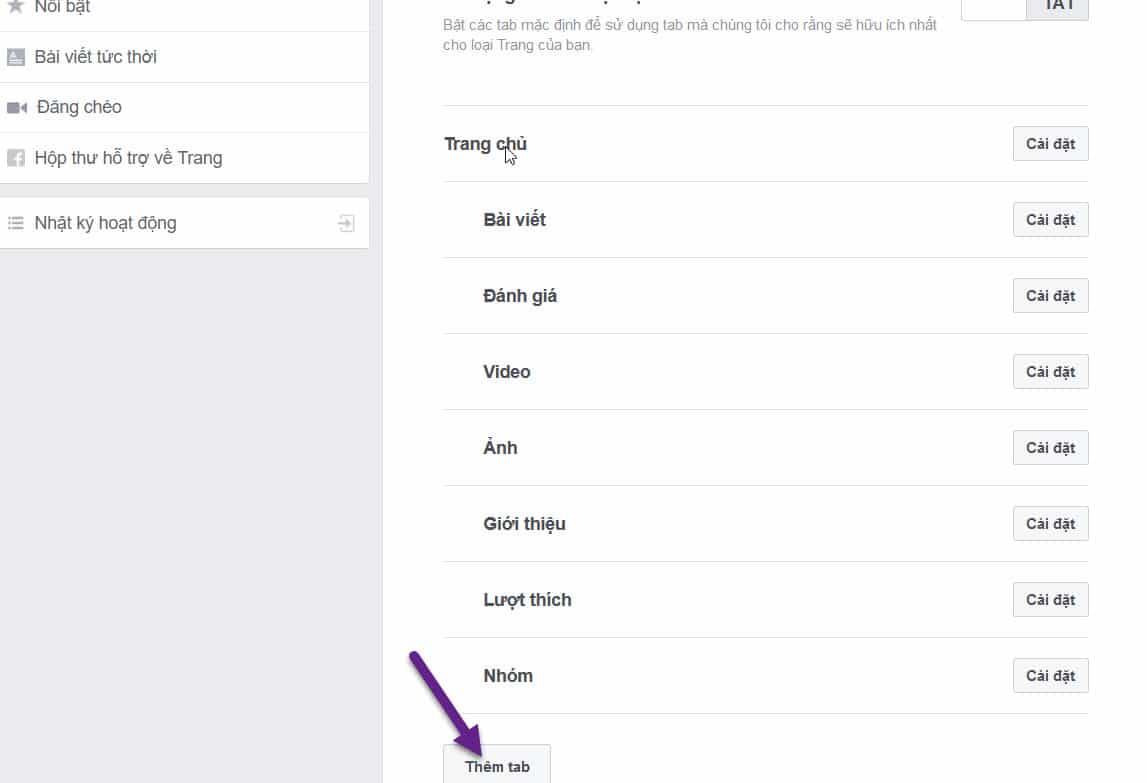 Nổi bật
Bài viết tức thời
Đăng chéo
Hộp thư hỗ trợ về Trang
Nhật ký hoạt động
TẮT
Bật các tab mặc định để sử dụng tab mà chúng tôi cho rằng sẽ hữu ích nhất
cho loại Trang của bạn.
Trang chủ
Cài đặt
Bài viết
Cài đặt
Đánh giá
Cài đặt
Video
Cài đặt
Ảnh
Cài đặt
Giới thiệu
Cài đặt
Lượt thích
Cài đặt
Nhóm
Cài đặt
Thêm tab